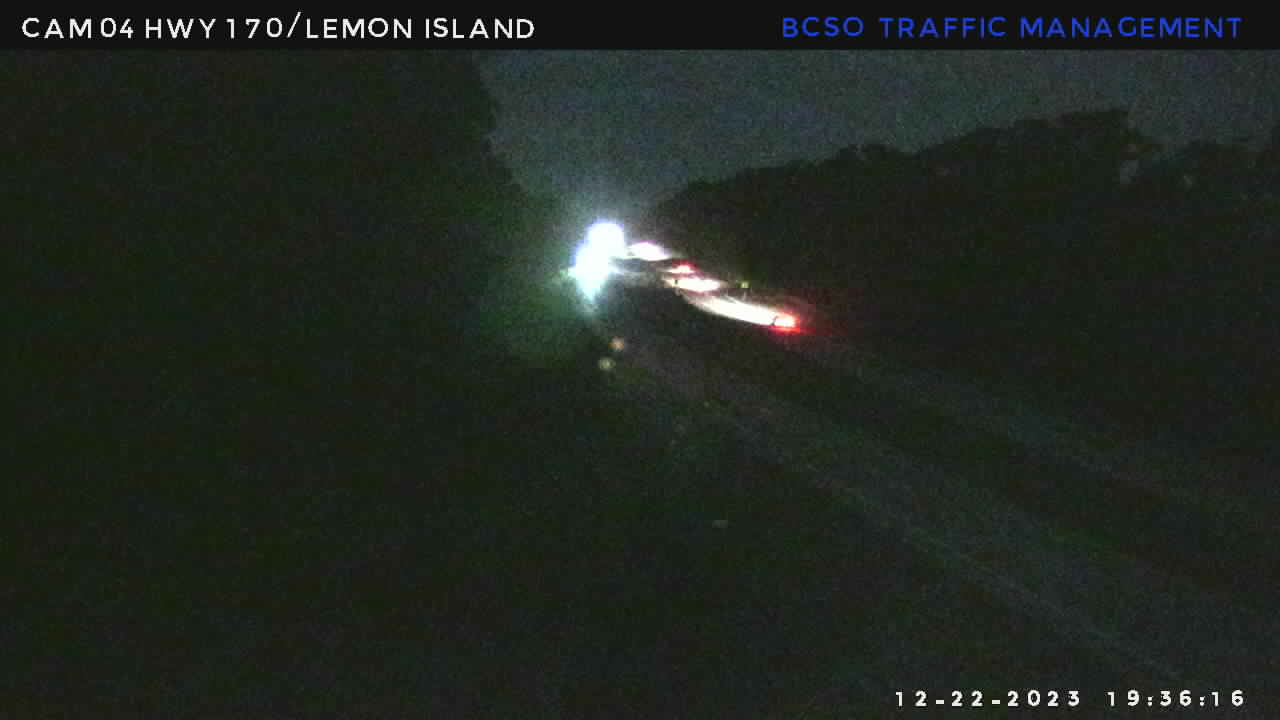 CAM04 HWY 170/LEMON ISLAND
BCSO TRAFFIC MANAGEMENT
12-22-2023 19:36:16